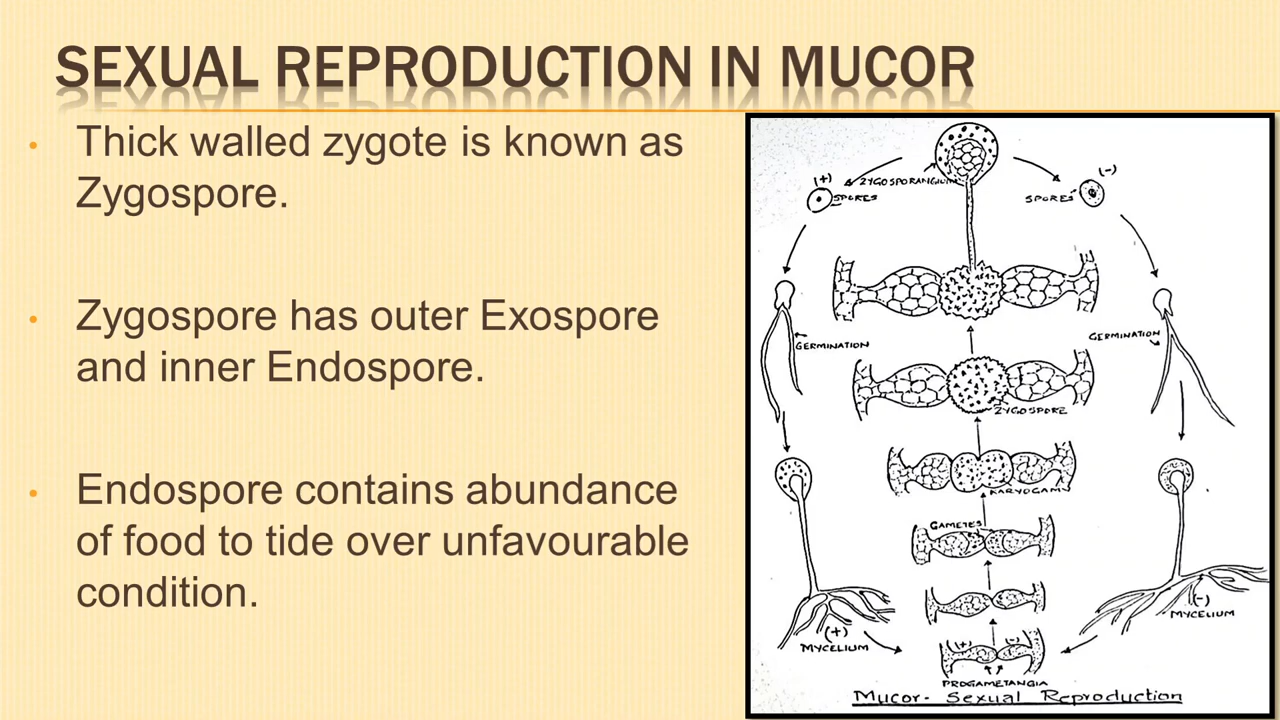 SEXUAL REPRODUCTION IN MUCOR
• Thick walled zygote is known as
Zygospore.
• Zygospore has outer Exospore
and inner Endospore.
• Endospore contains abundance
of food to tide over unfavourable
condition.
(+)
ZYGOSPORANGIUM
(-)
SPORES
SPORES
GERMINATION
GERMINATION
ZYGOSPORE
KARYOGAMY
GAMETES
(-)
MYCELIUM
(+)
MYCELIUM
(+) (-)
PROGAMETANGIA
Mucor- Sexual Reproduction